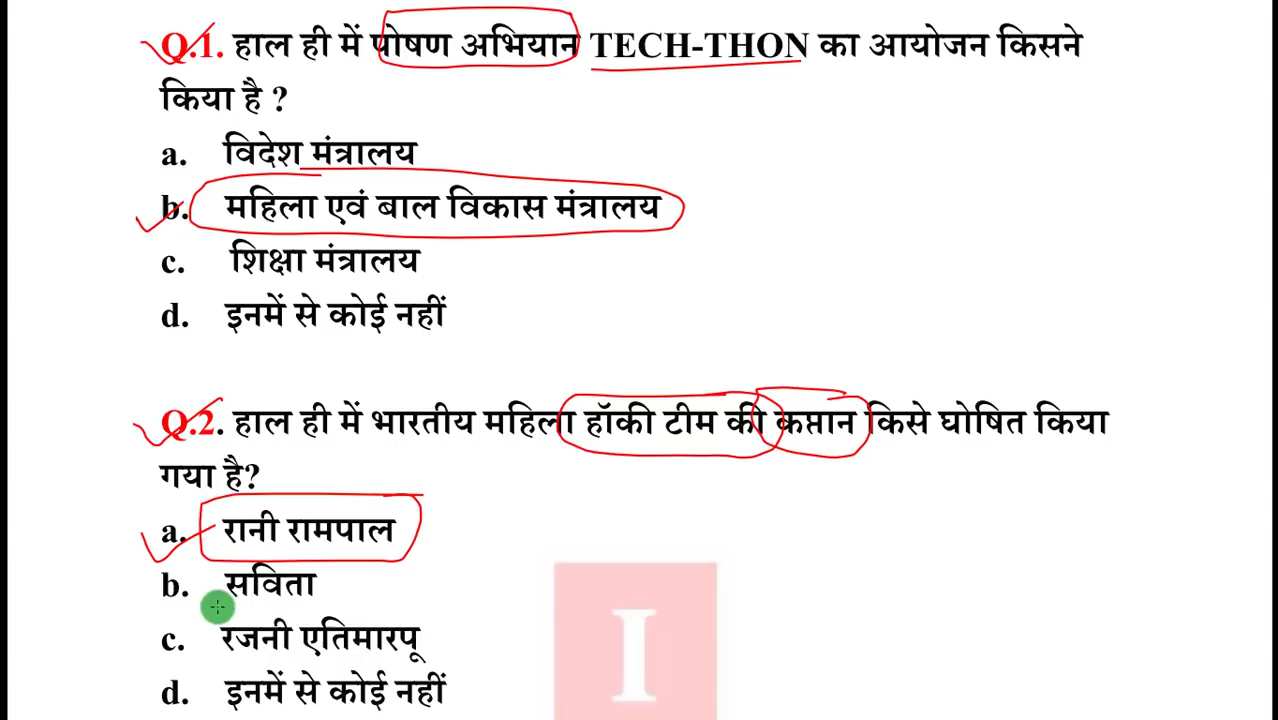 Q.1. हाल ही में पोषण अभियान TECH-THON का आयोजन किसने
किया है ?
a. विदेश मंत्रालय
b. महिला एवं बाल विकास मंत्रालय
c. शिक्षा मंत्रालय
d. इनमें से कोई नहीं
Q.2. हाल ही में भारतीय महिला हॉकी टीम की कप्तान किसे घोषित किया
गया है?
a. रानी रामपाल
b. सविता
c. रजनी एतिमारपू
d. इनमें से कोई नहीं
I